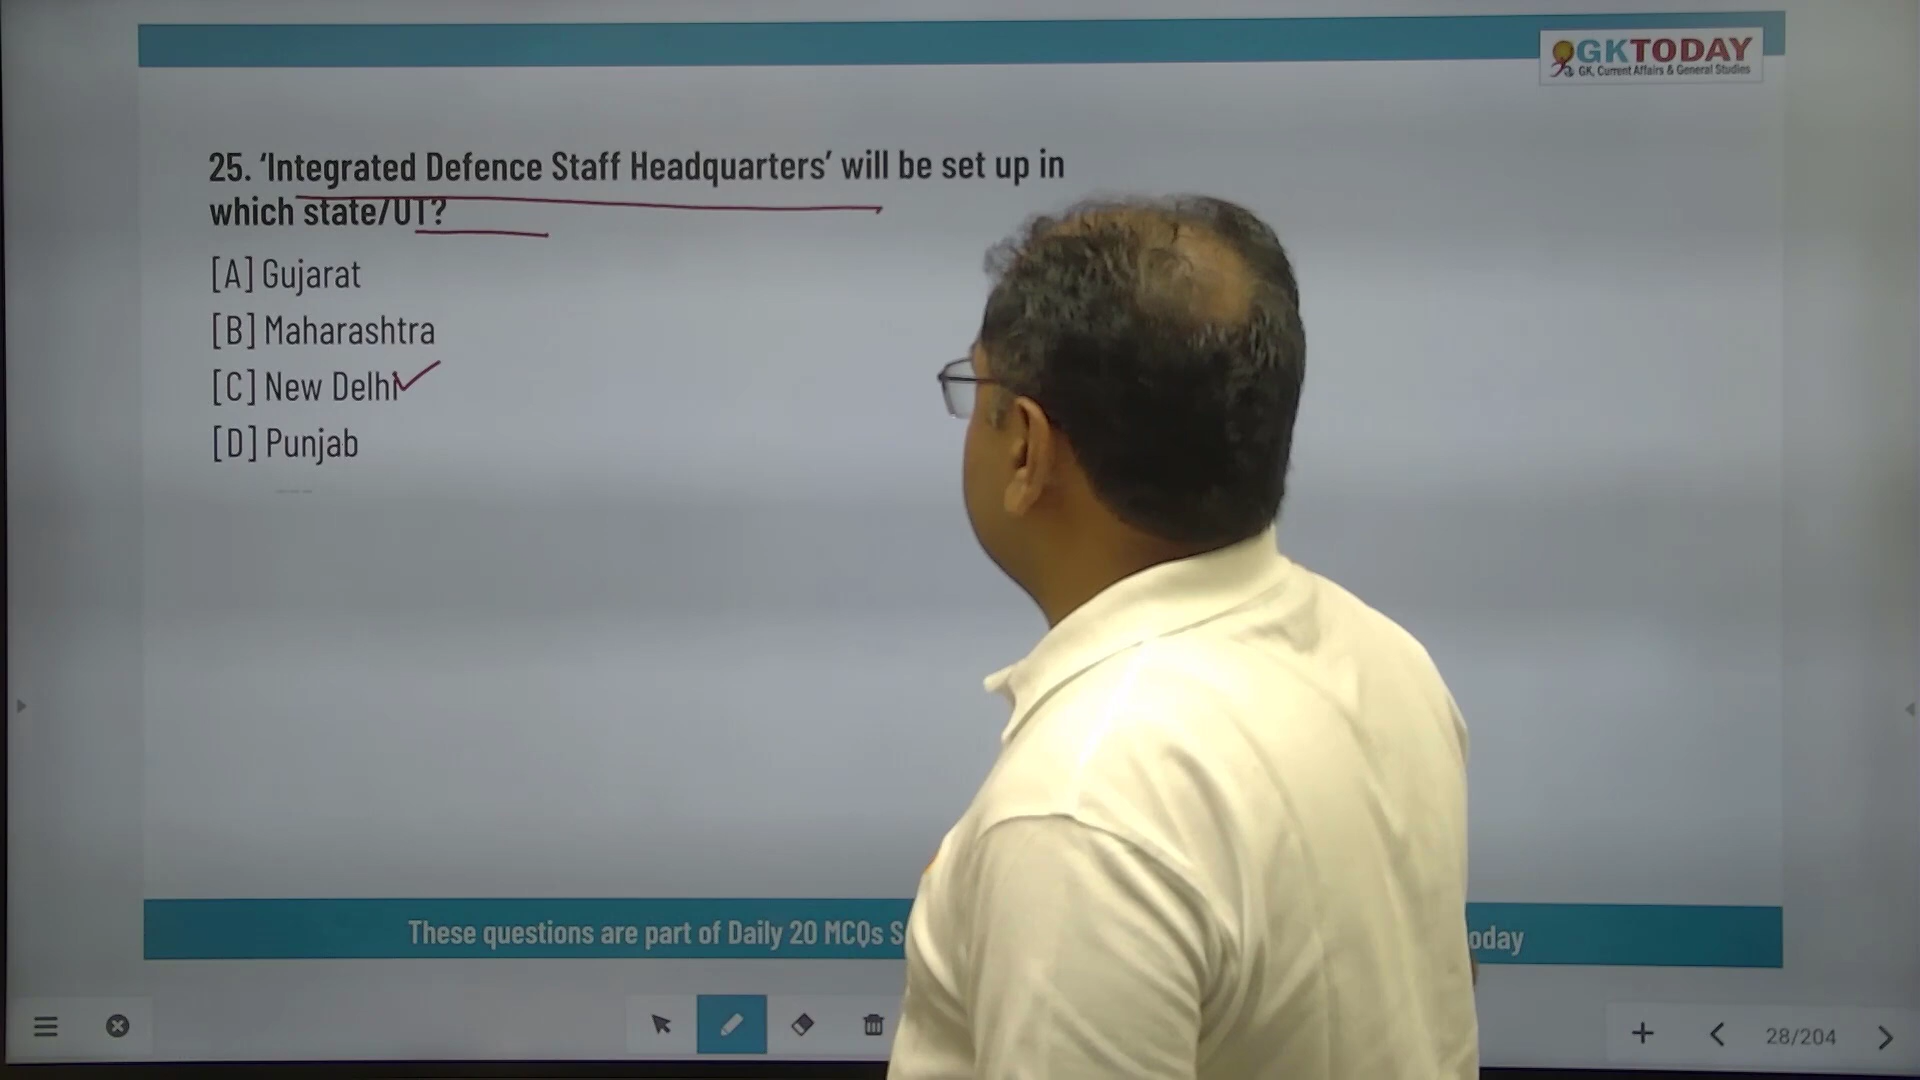 GKTODAY
GK, Current Affairs & General Studies
25. ‘Integrated Defence Staff Headquarters’ will be set up in
which state/UT?
[A] Gujarat
[B] Maharashtra
[C] New Delhi
[D] Punjab
These questions are part of Daily 20 MCQs
28/204